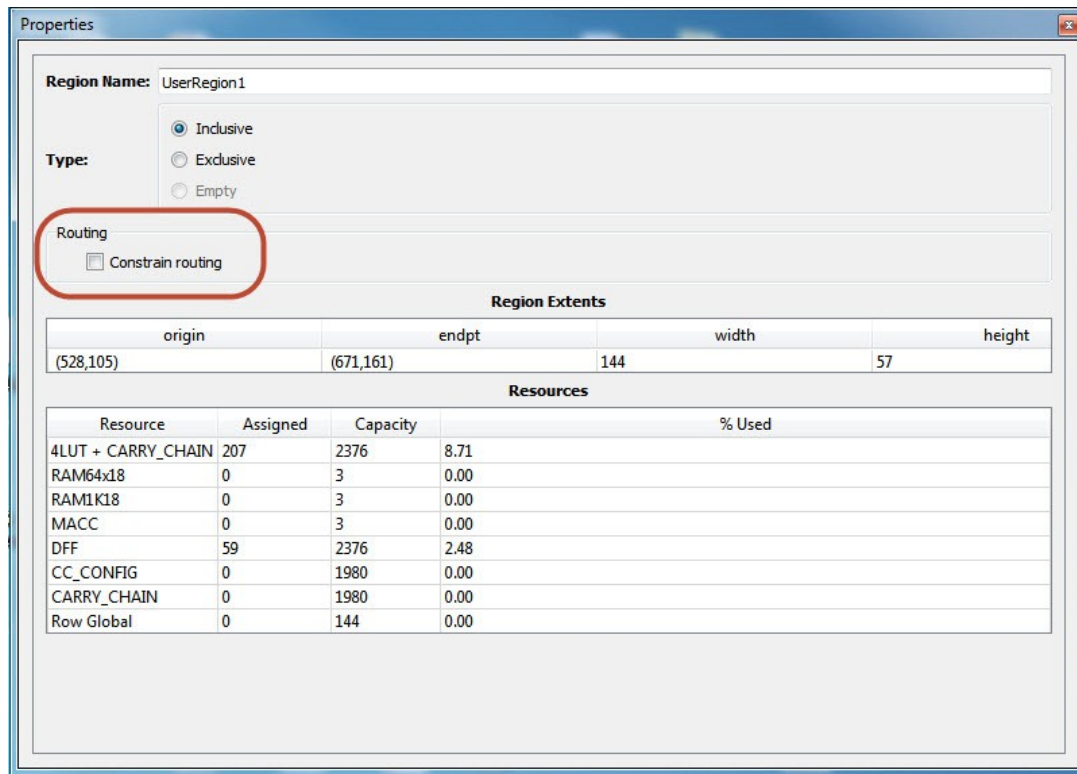 Properties
Region Name: UserRegion1
Inclusive
Type: Exclusive
Empty
Routing
Constrain routing
Region Extents
origin endpt width height
(528,105) (671,161) 144 57
Resources
Resource Assigned Capacity % Used
4LUT + CARRY_CHAIN 207 2376 8.71
RAM64x18 0 3 0.00
RAM1K18 0 3 0.00
MACC 0 3 0.00
DFF 59 2376 2.48
CC_CONFIG 0 1980 0.00
CARRY_CHAIN 0 1980 0.00
Row Global 0 144 0.00